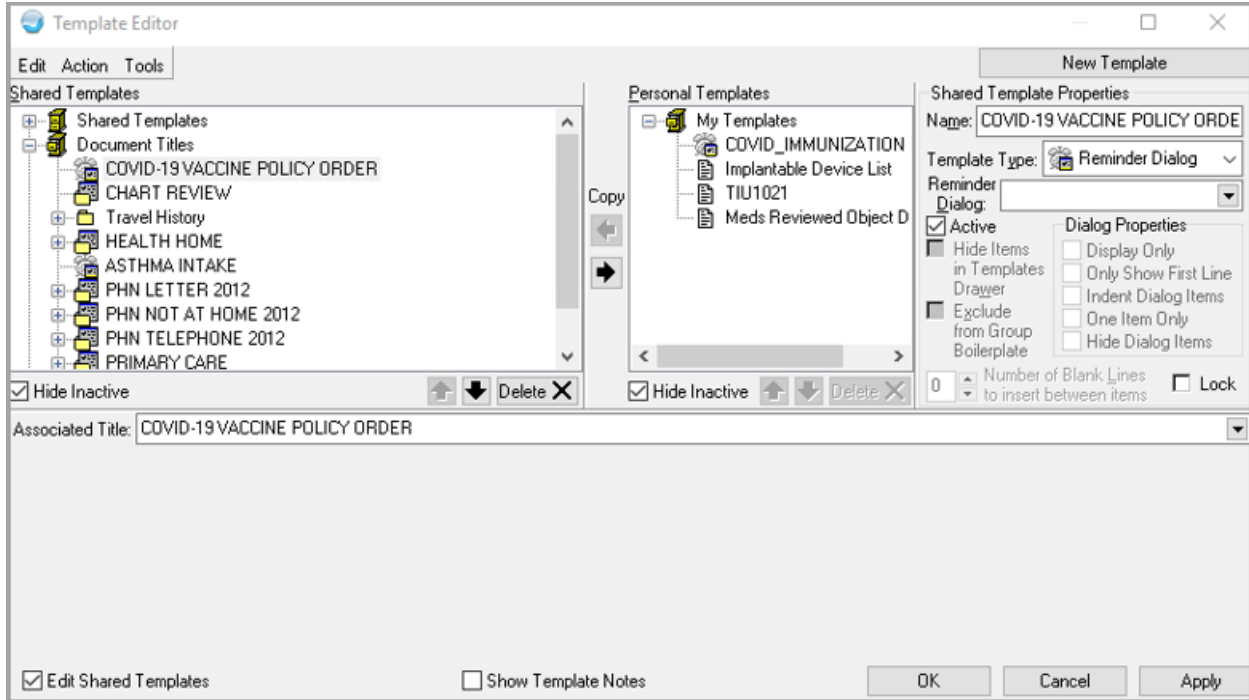 Template Editor
Edit Action Tools
New Template
Shared Templates
Shared Templates
Document Titles
COVID-19 VACCINE POLICY ORDER
CHART REVIEW
Travel History
HEALTH HOME
ASTHMA INTAKE
PHN LETTER 2012
PHN NOT AT HOME 2012
PHN TELEPHONE 2012
PRIMARY CARE
Hide Inactive
Delete
Copy
Personal Templates
My Templates
COVID_IMMUNIZATION
Implantable Device List
TIU1021
Meds Reviewed Object D
Hide Inactive
Delete
Shared Template Properties
Name: COVID-19 VACCINE POLICY ORDE
Template Type: Reminder Dialog
Reminder
Dialog:
Active
Hide Items
in Templates
Drawer
Exclude
from Group
Boilerplate
Dialog Properties
Display Only
Only Show First Line
Indent Dialog Items
One Item Only
Hide Dialog Items
0 Number of Blank Lines
to insert between items
Lock
Associated Title: COVID-19 VACCINE POLICY ORDER
Edit Shared Templates
Show Template Notes
OK
Cancel
Apply